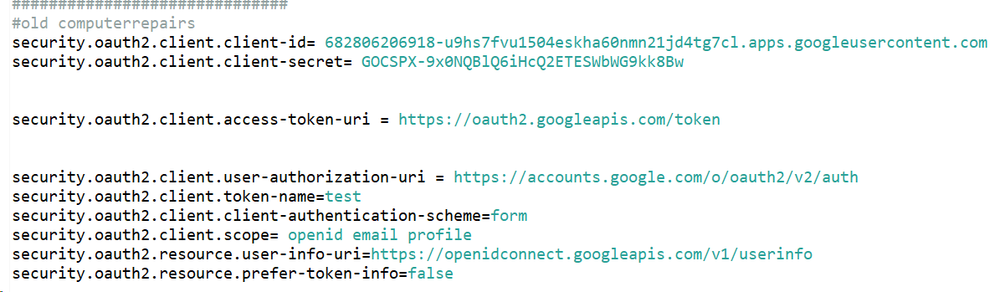 ##############################
#old computerrepairs
security.oauth2.client.client-id= 682806206918-u9hs7fvu1504eskha60nmn21jd4tg7cl.apps.googleusercontent.com
security.oauth2.client.client-secret= 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
security.oauth2.client.access-token-uri = https://oauth2.googleapis.com/token
security.oauth2.client.user-authorization-uri = https://accounts.google.com/o/oauth2/v2/auth
security.oauth2.client.token-name=test
security.oauth2.client.client-authentication-scheme=form
security.oauth2.client.scope= openid email profile
security.oauth2.resource.user-info-uri=https://openidconnect.googleapis.com/v1/userinfo
security.oauth2.resource.prefer-token-info=false